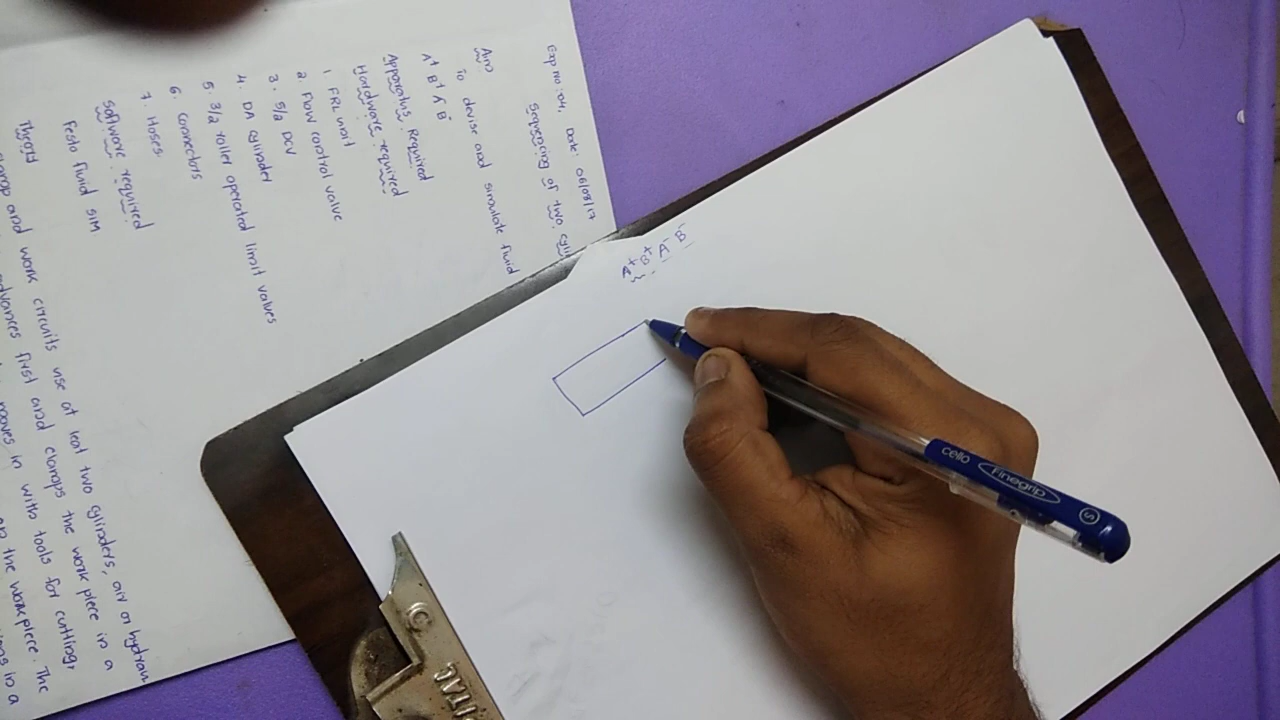 Exp no: 04, Date: 06/08/17
Sequencing of two cyli
Aim
To devise and simulate fluid
A⁺ B⁺ A⁻ B⁻
Apparatus Required
Hardware required
1. FRL unit
2. Flow control valve
3. 5/2 DCV
4. DA cylinder
5. 3/2 roller operated limit valves
6. Connectors
7. Hoses.
Software required
Festo fluid SIM
Theory
clamp and work circuits use at leat two cylinders, air or hydrau
advances first and clamps the work piece in a
moves in with tools for cutting,
on the workpiece. The
in a
A⁺ B⁺ A⁻ B⁻
cello Finegrip
S